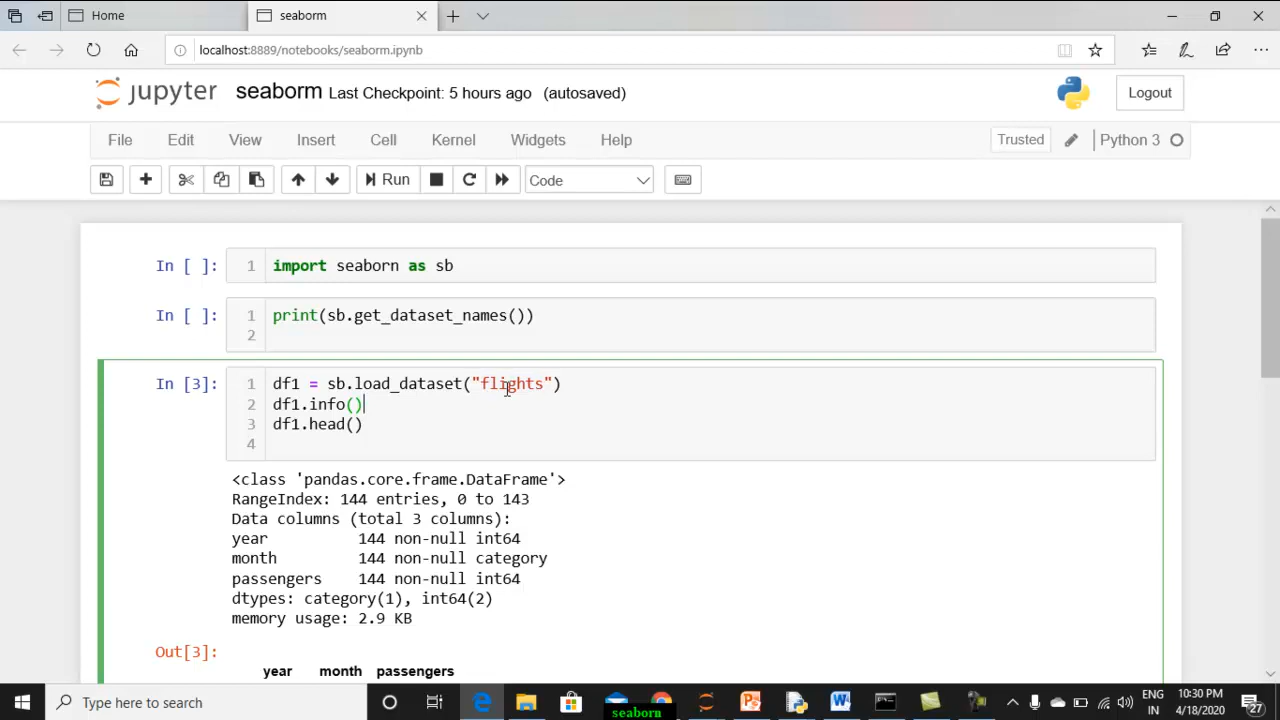 Home
seaborm
localhost:8889/notebooks/seaborm.ipynb
jupyter seaborm Last Checkpoint: 5 hours ago (autosaved)
Logout
File Edit View Insert Cell Kernel Widgets Help
Trusted
Python 3
Run
Code
In [ ]: 1 import seaborn as sb
In [ ]: 1 print(sb.get_dataset_names())
2
In [3]: 1 df1 = sb.load_dataset("flights")
2 df1.info()
3 df1.head()
4
<class 'pandas.core.frame.DataFrame'>
RangeIndex: 144 entries, 0 to 143
Data columns (total 3 columns):
year 144 non-null int64
month 144 non-null category
passengers 144 non-null int64
dtypes: category(1), int64(2)
memory usage: 2.9 KB
Out[3]:
year month passengers
Type here to search
seaborn
ENG
IN
10:30 PM
4/18/2020
27